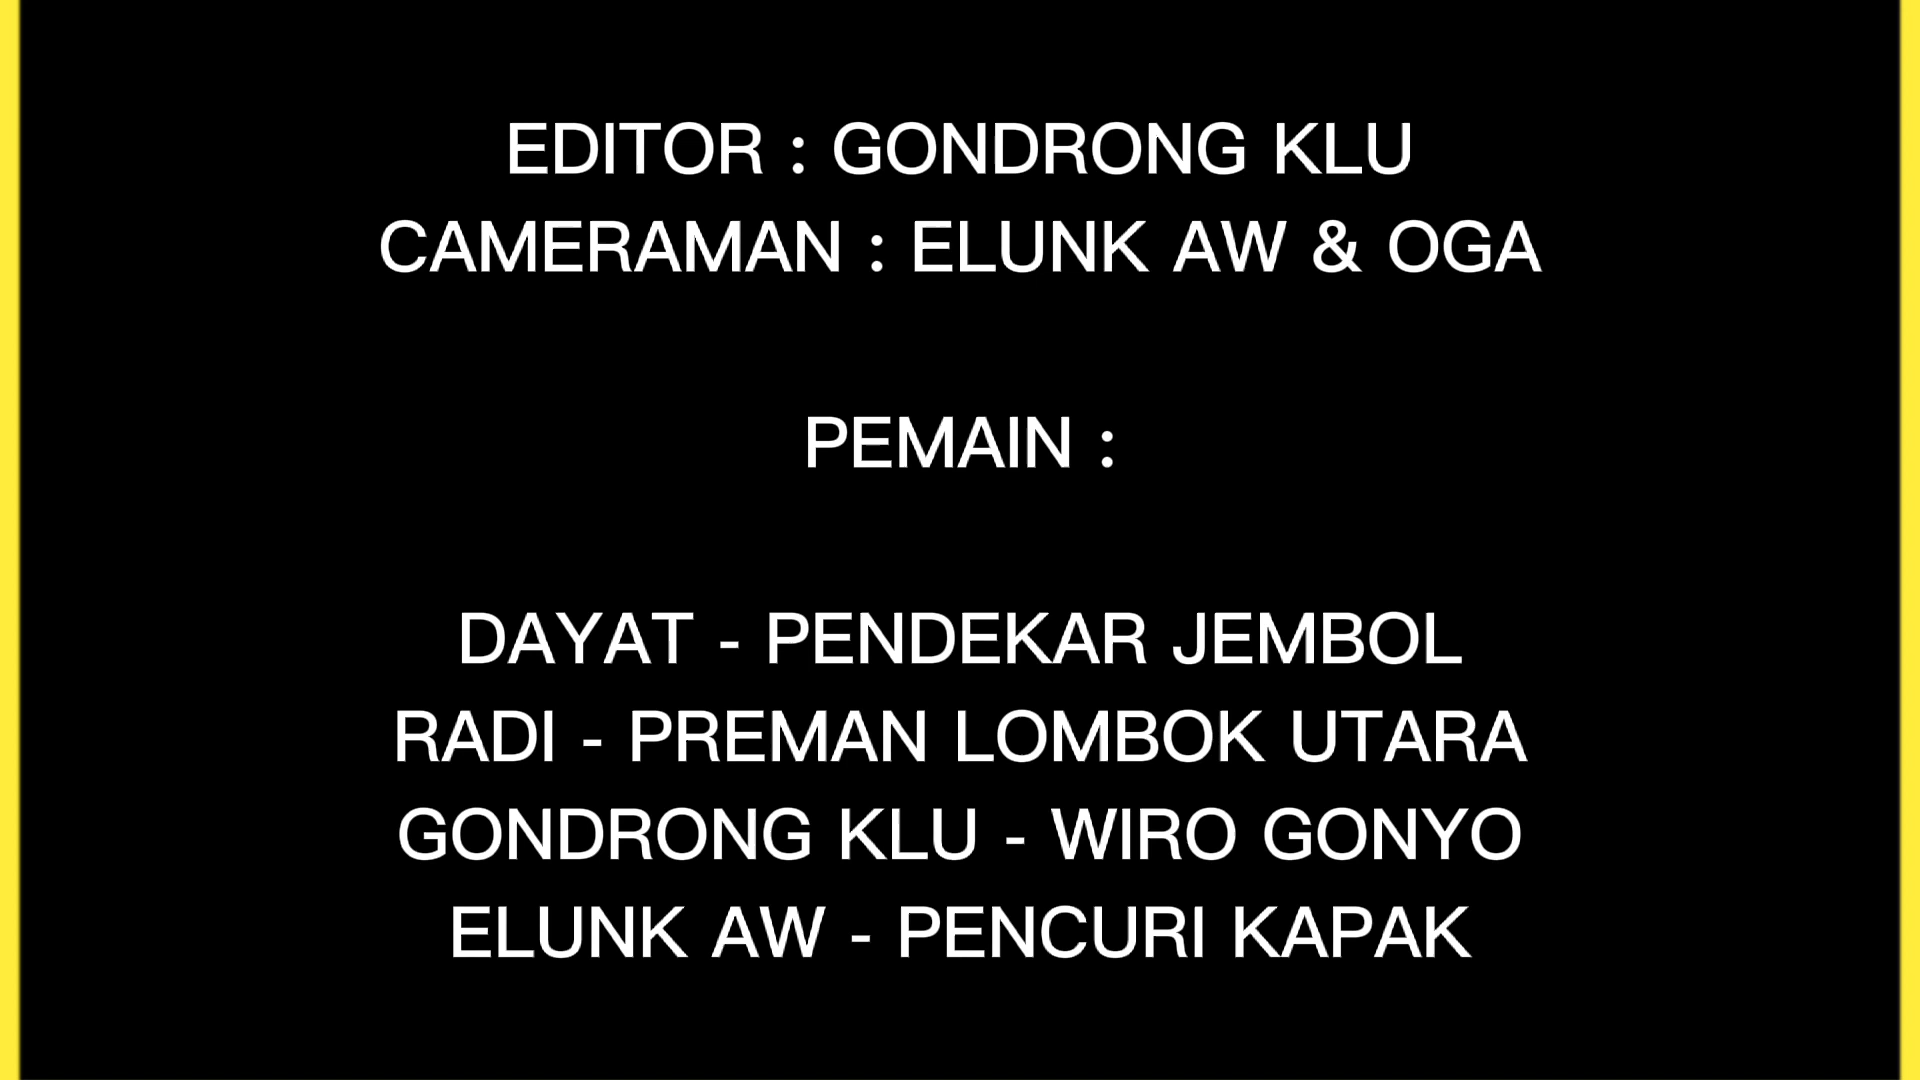 EDITOR : GONDRONG KLU
CAMERAMAN : ELUNK AW & OGA
PEMAIN :
DAYAT - PENDEKAR JEMBOL
RADI - PREMAN LOMBOK UTARA
GONDRONG KLU - WIRO GONYO
ELUNK AW - PENCURI KAPAK